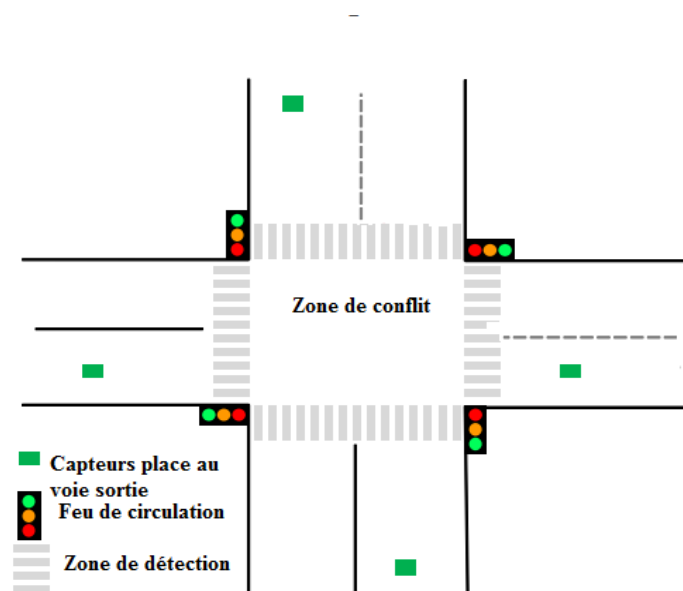 Zone de conflit
Capteurs place au
voie sortie
Feu de circulation
Zone de détection